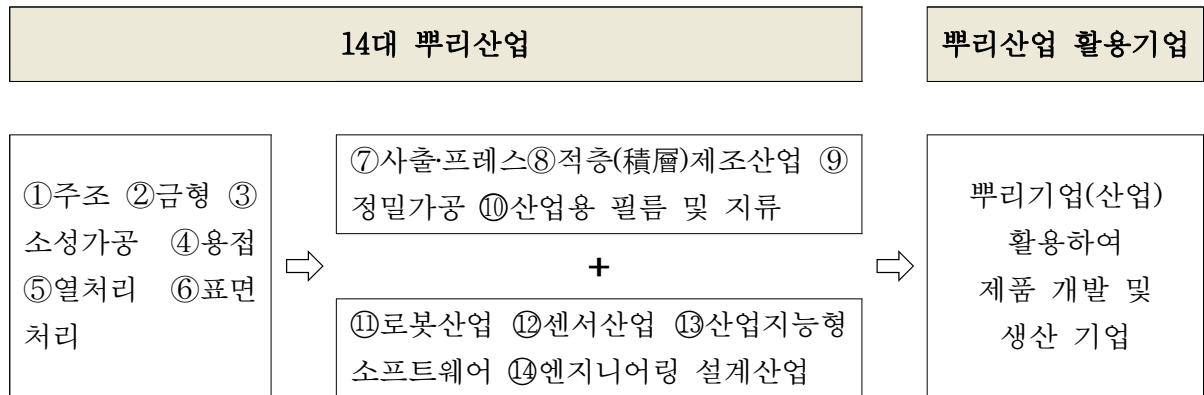 14대 뿌리산업
뿌리산업 활용기업
①주조 ②금형 ③
소성가공 ④용접
⑤열처리 ⑥표면
처리
⑦사출·프레스⑧적층(積層)제조산업 ⑨
정밀가공 ⑩산업용 필름 및 지류
+
⑪로봇산업 ⑫센서산업 ⑬산업지능형
소프트웨어 ⑭엔지니어링 설계산업
뿌리기업(산업)
활용하여
제품 개발 및
생산 기업